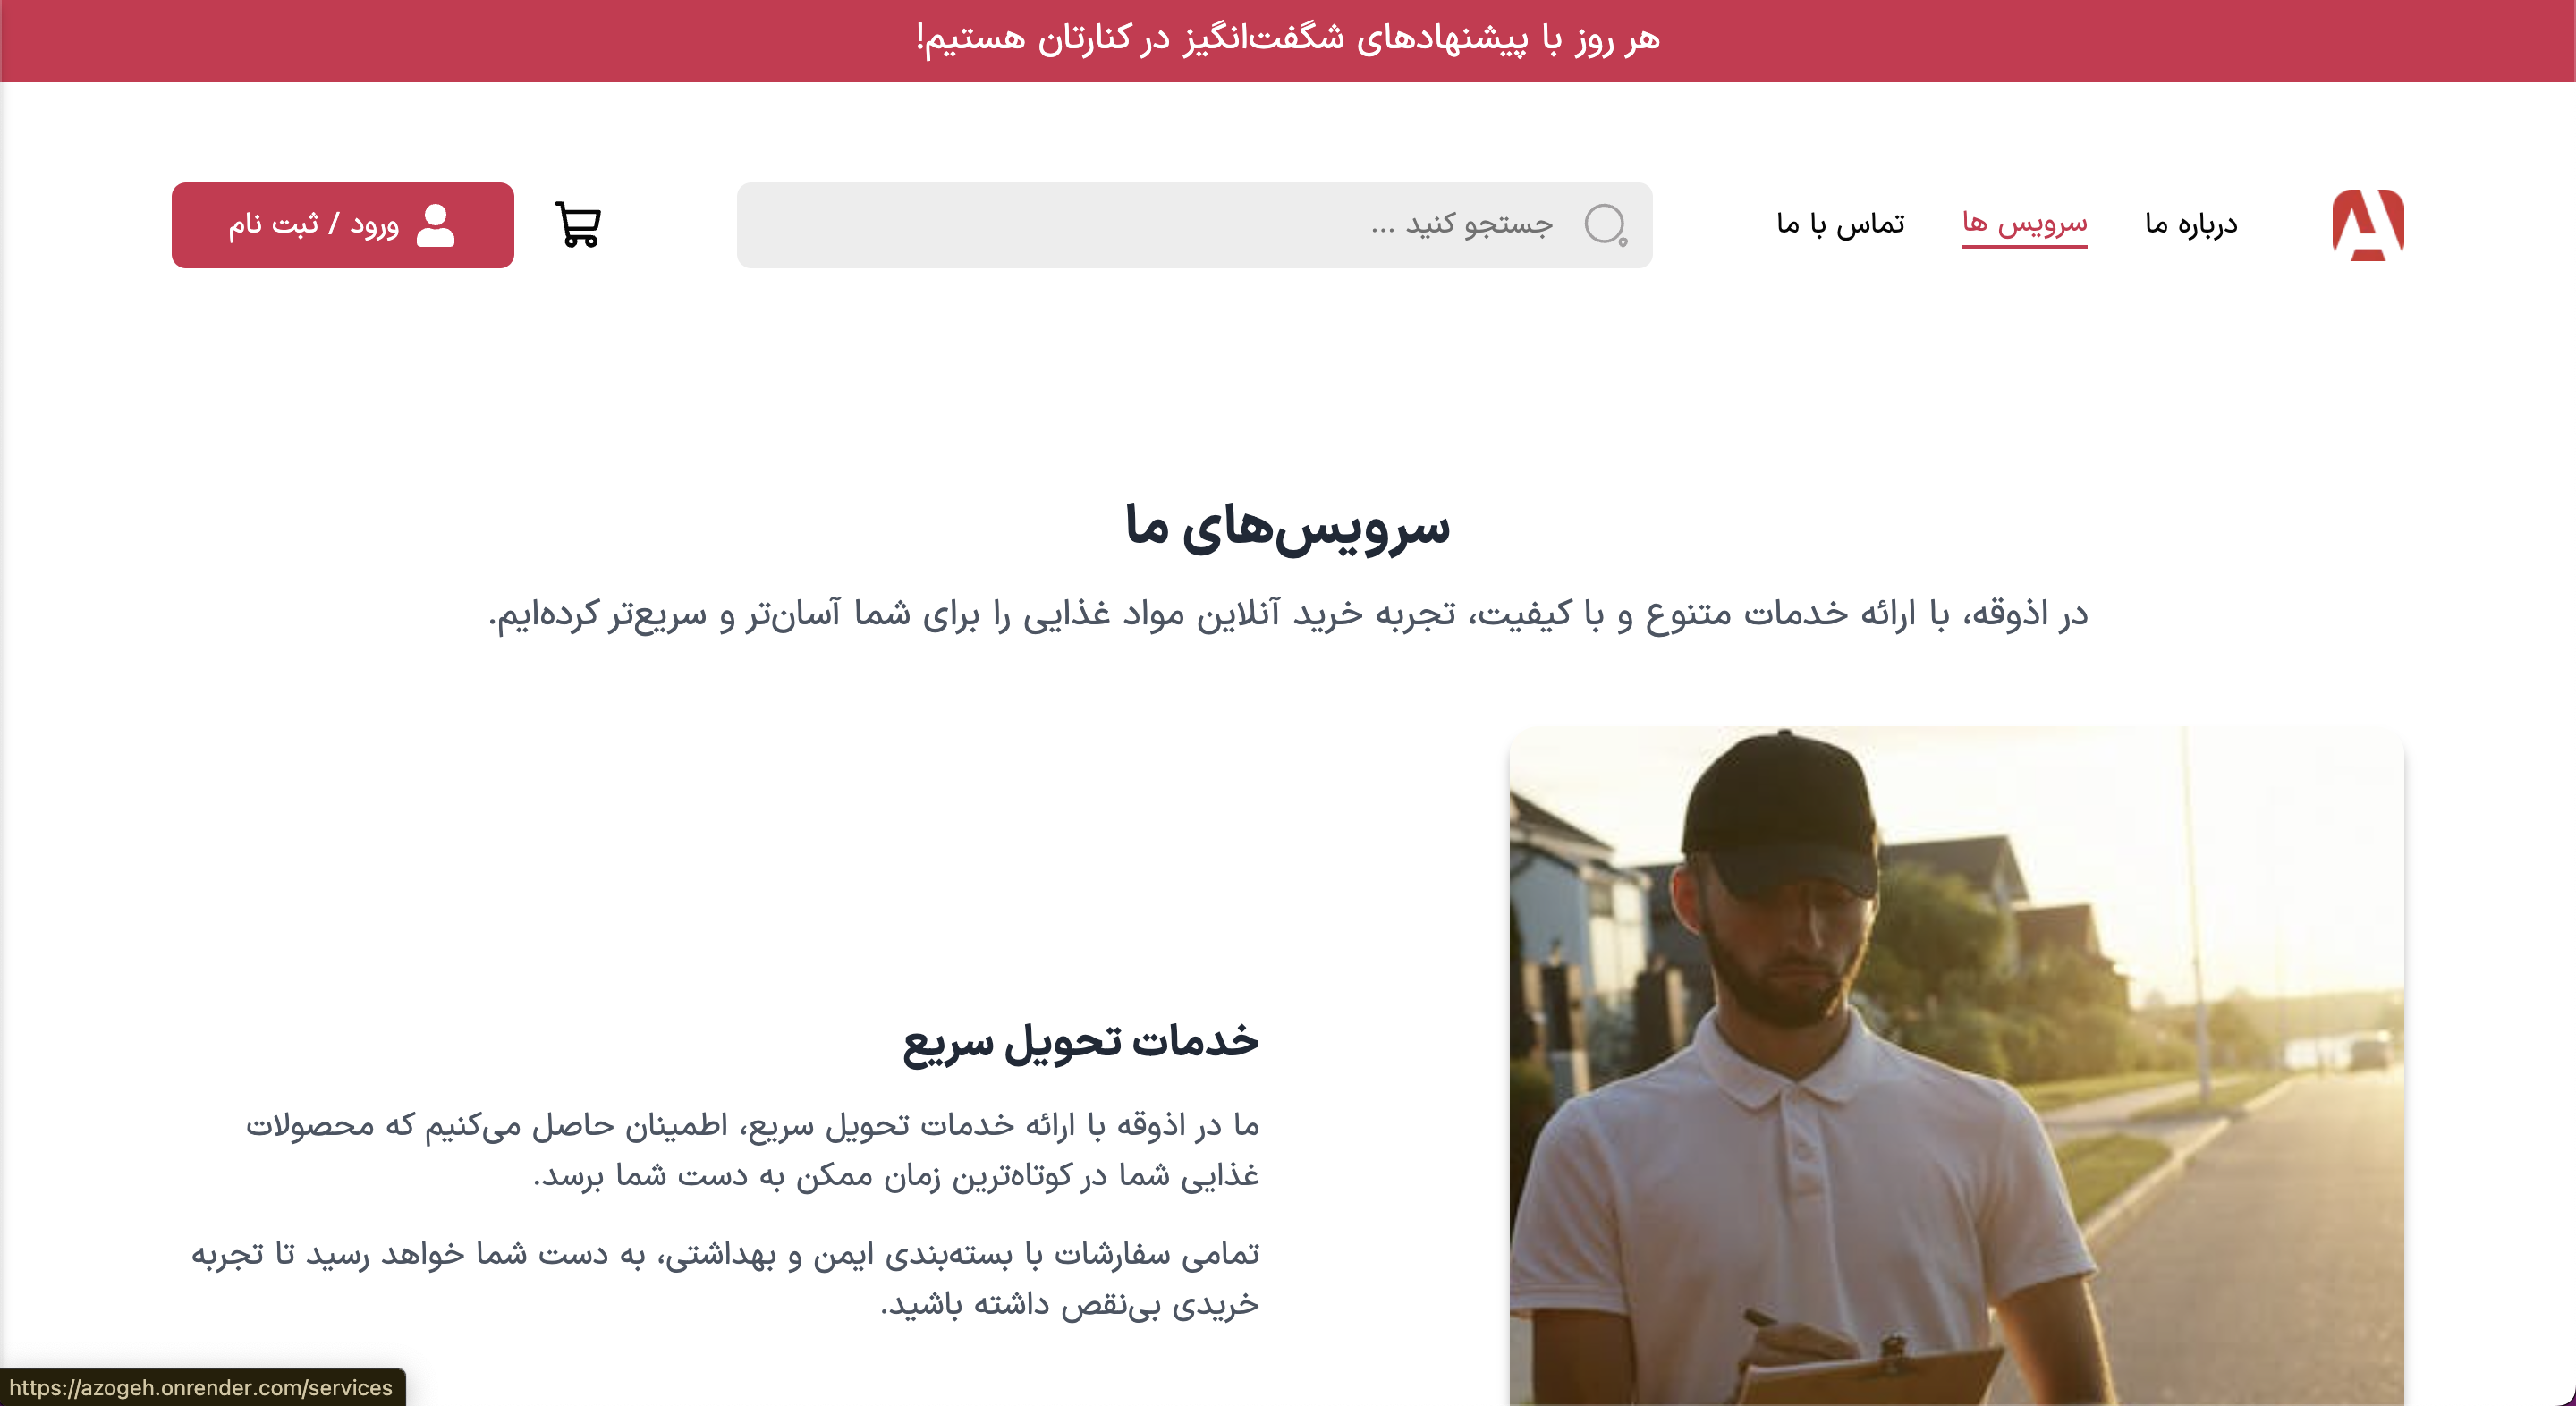 هر روز با پیشنهادهای شگفت‌انگیز در کنارتان هستیم!
درباره ما
سرویس ها
تماس با ما
جستجو کنید ...
ورود / ثبت نام
سرویس‌های ما
در اذوقه، با ارائه خدمات متنوع و با کیفیت، تجربه خرید آنلاین مواد غذایی را برای شما آسان‌تر و سریع‌تر کرده‌ایم.
خدمات تحویل سریع
ما در اذوقه با ارائه خدمات تحویل سریع، اطمینان حاصل می‌کنیم که محصولات
غذایی شما در کوتاه‌ترین زمان ممکن به دست شما برسد.
تمامی سفارشات با بسته‌بندی ایمن و بهداشتی، به دست شما خواهد رسید تا تجربه
خریدی بی‌نقص داشته باشید.
https://azogeh.onrender.com/services